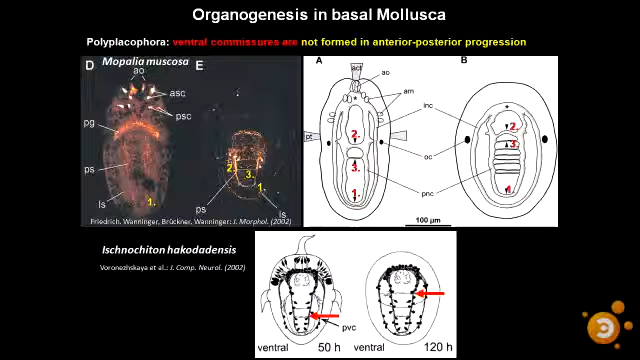 Organogenesis in basal Mollusca
Polyplacophora: ventral commissures are not formed in anterior-posterior progression
D Mopalia muscosa E
ao
asc
psc
pg
ps
ls
1.
2.
3.
1.
ps
ls
Friedrich. Wanninger, Brückner, Wanninger: J. Morphol. (2002)
A
act
ao
am
*
pt
2.
3.
1.
inc
oc
pnc
B
*
2.
3.
1.
100 µm
Ischnochiton hakodadensis
Voronezhskaya et al.: J. Comp. Neurol. (2002)
pvc
ventral 50 h ventral 120 h